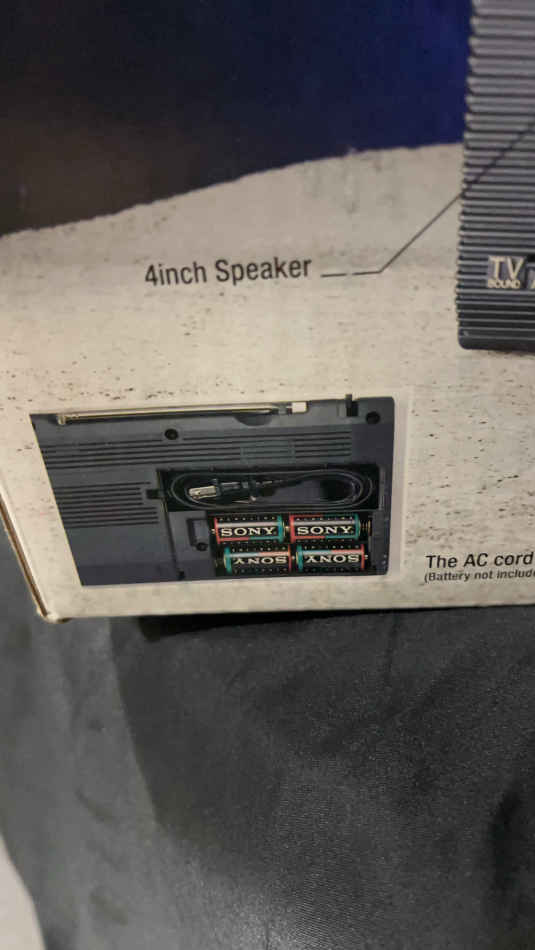 4inch Speaker
TV
SOUND
SONY SONY
SONY SONY
The AC cord
(Battery not include